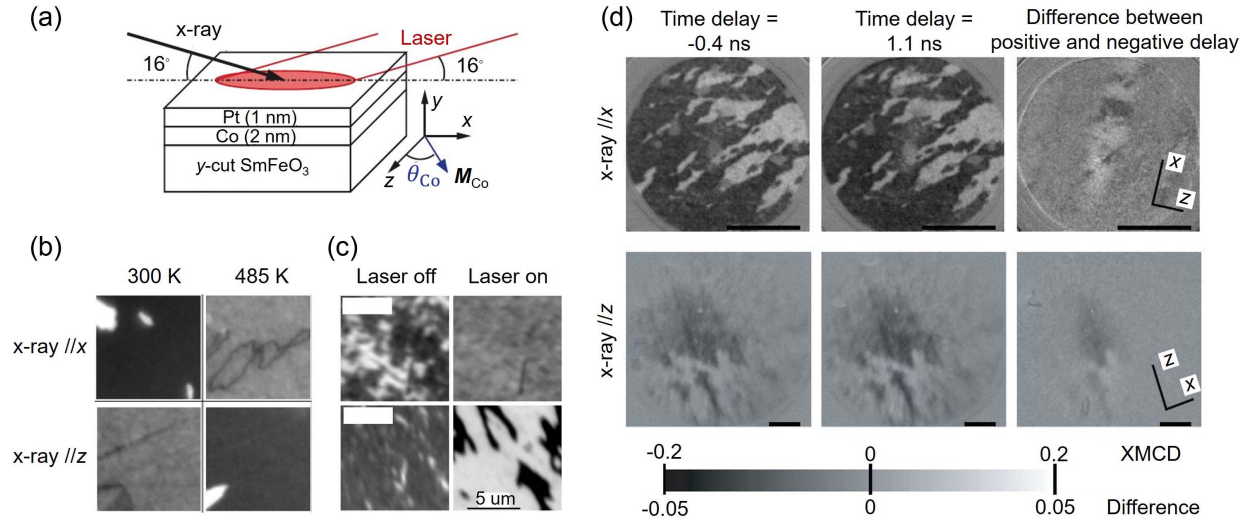 (a)
x-ray
Laser
16°
16°
Pt (1 nm)
Co (2 nm)
y-cut SmFeO₃
y
x
z
θCo
MCo
(b)
300 K
485 K
x-ray //x
x-ray //z
(c)
Laser off
Laser on
5 um
(d)
Time delay =
-0.4 ns
Time delay =
1.1 ns
Difference between
positive and negative delay
x-ray //x
x
z
x-ray //z
z
x
-0.2
0
0.2
XMCD
-0.05
0
0.05
Difference